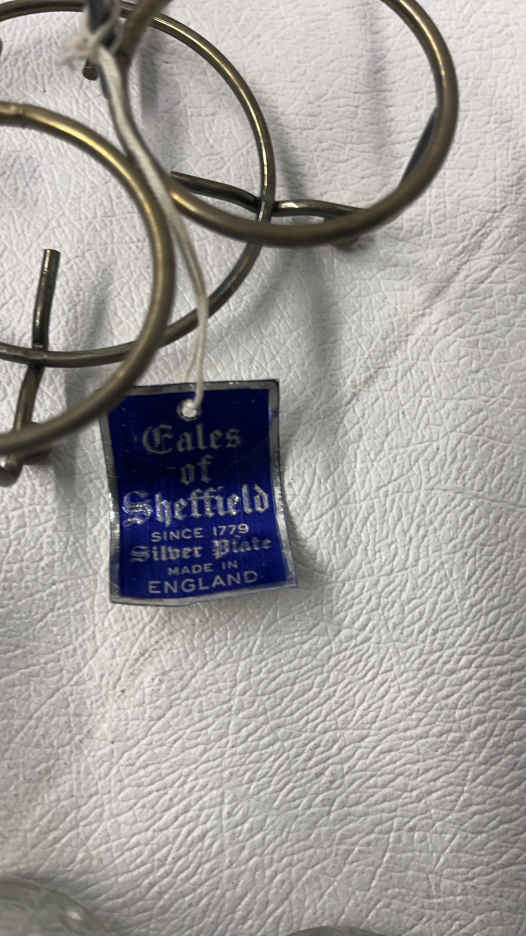 Eales
of
Sheffield
SINCE 1779
Silver Plate
MADE IN
ENGLAND